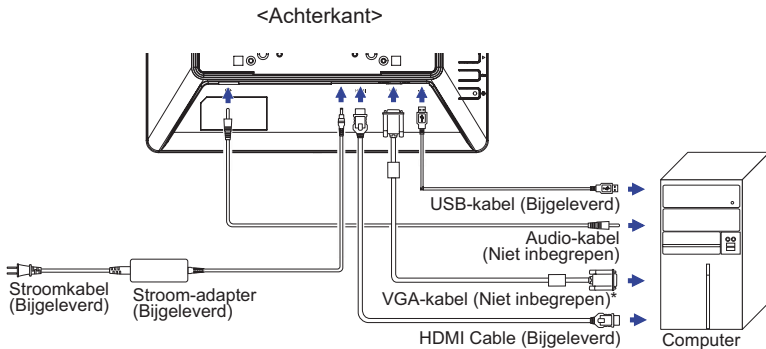 <Achterkant>
USB-kabel (Bijgeleverd)
Audio-kabel
(Niet inbegrepen)
Stroomkabel
(Bijgeleverd)
Stroom-adapter
(Bijgeleverd)
VGA-kabel (Niet inbegrepen)*
HDMI Cable (Bijgeleverd)
Computer